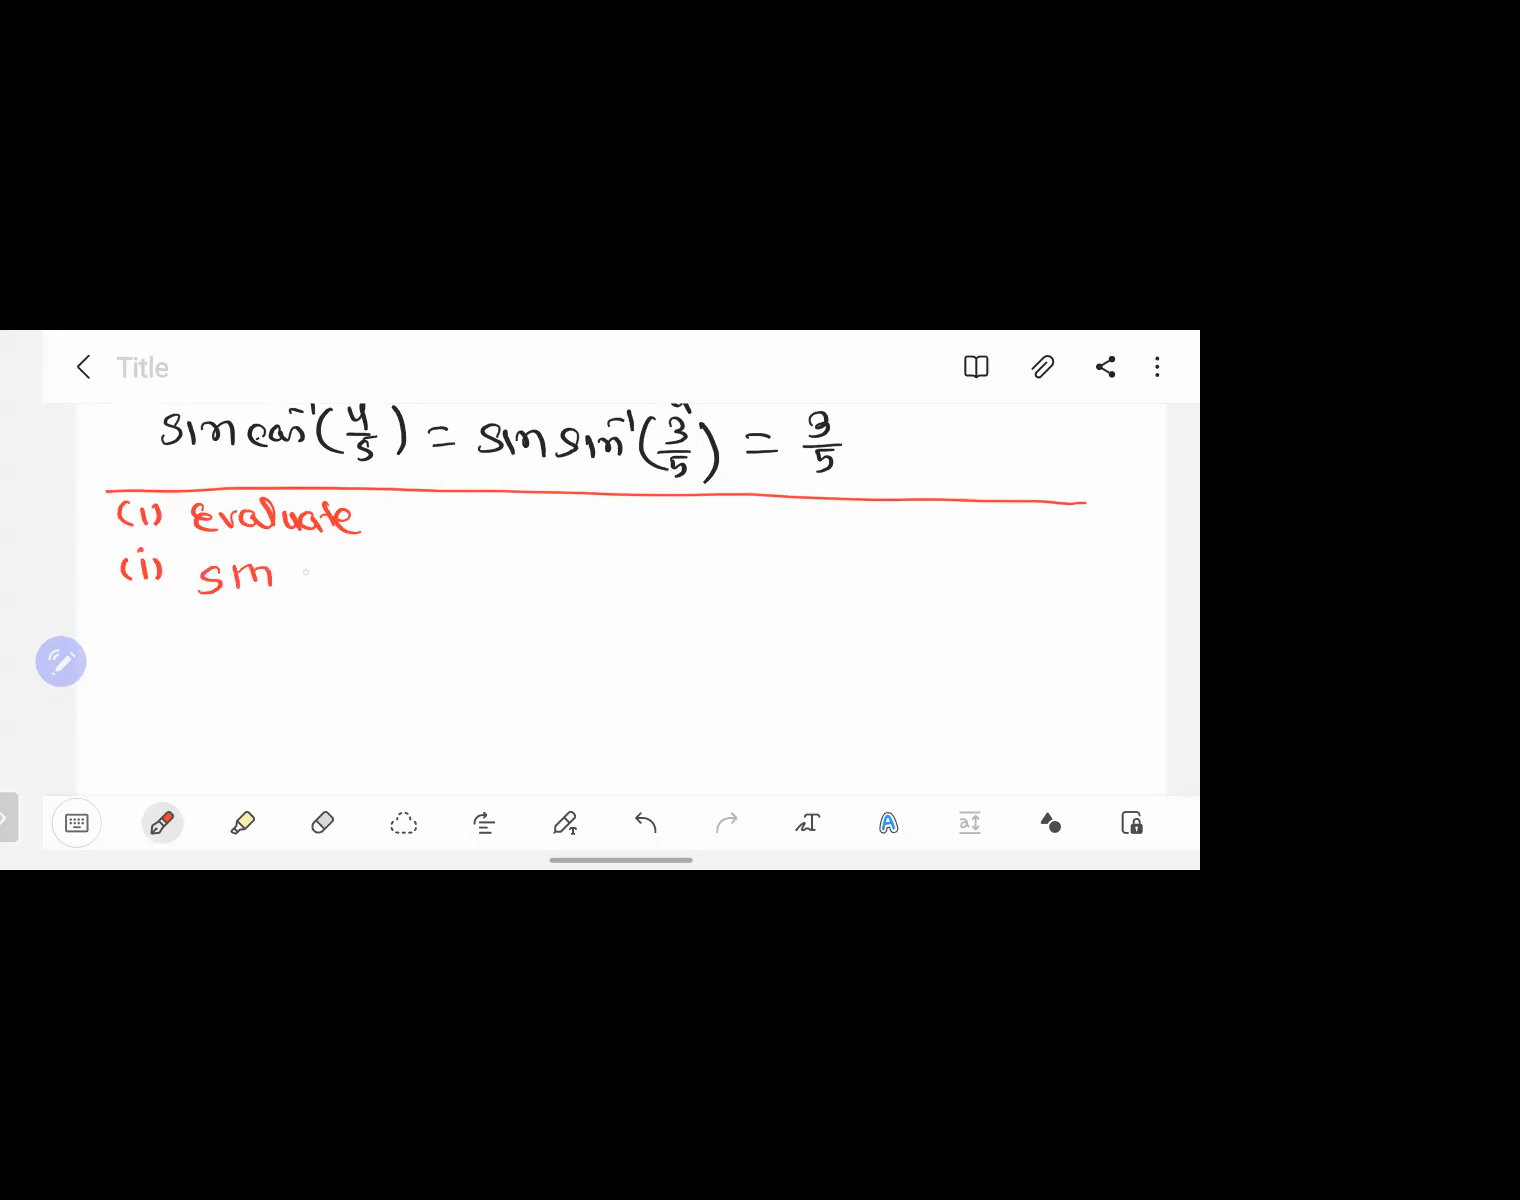 Title
sin cos⁻¹(4/5) = sin sin⁻¹(3/5) = 3/5
(1) Evaluate
(i) sin